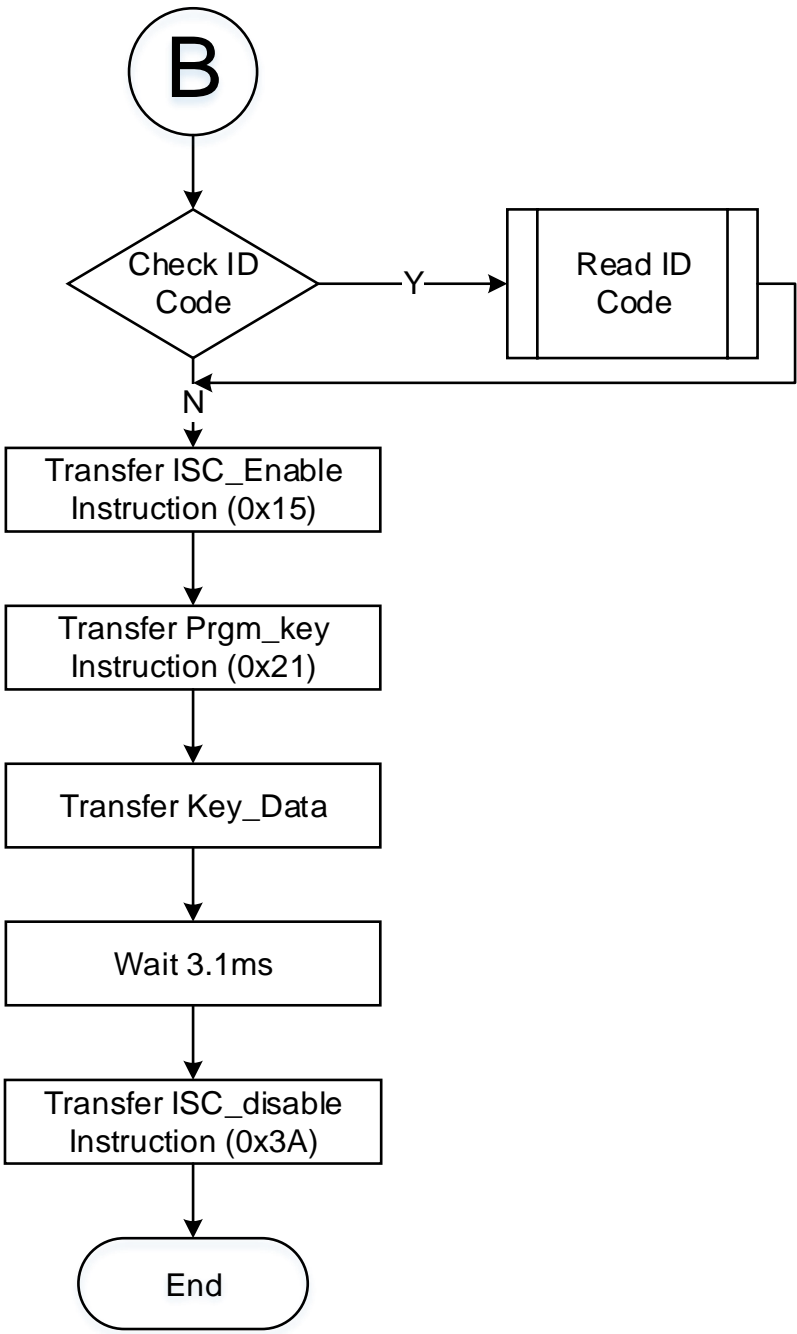 B
Check ID
Code
Y
Read ID
Code
N
Transfer ISC_Enable
Instruction (0x15)
Transfer Prgm_key
Instruction (0x21)
Transfer Key_Data
Wait 3.1ms
Transfer ISC_disable
Instruction (0x3A)
End